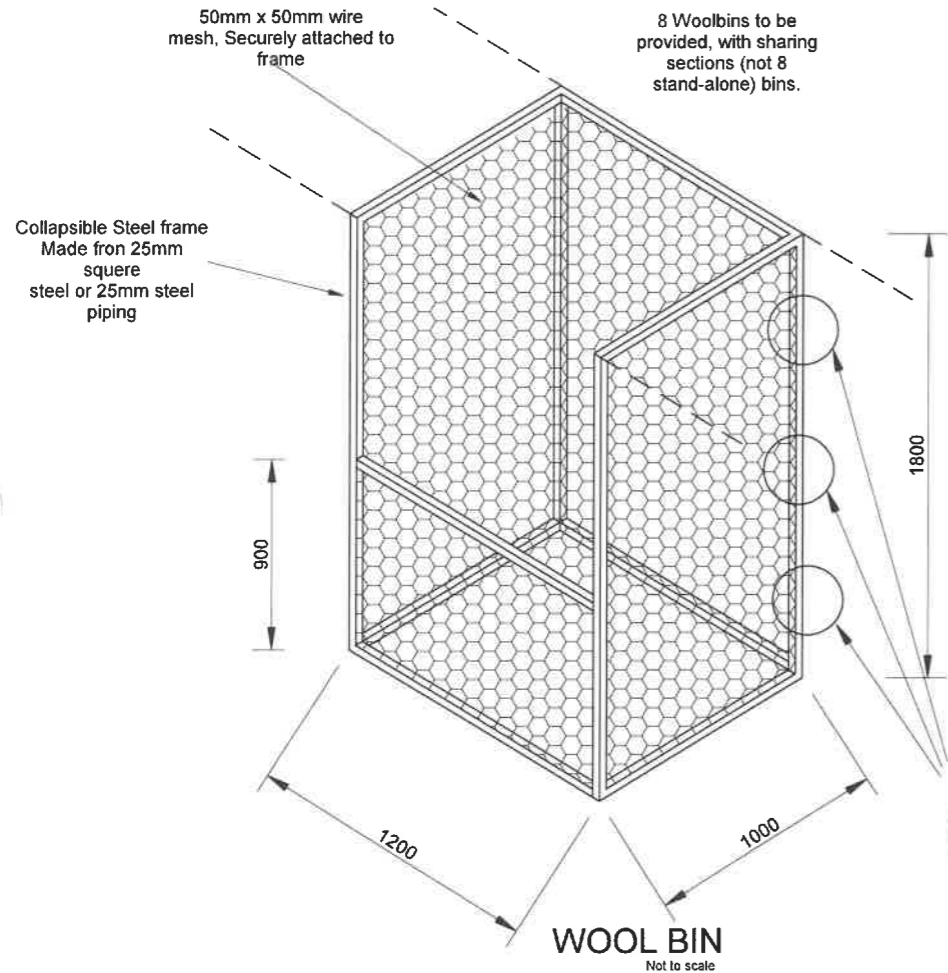 50mm x 50mm wire
mesh, Securely attached to
frame
8 Woolbins to be
provided, with sharing
sections (not 8
stand-alone) bins.
Collapsible Steel frame
Made fron 25mm
squere
steel or 25mm steel
piping
1800
900
1200
1000
WOOL BIN
Not to scale